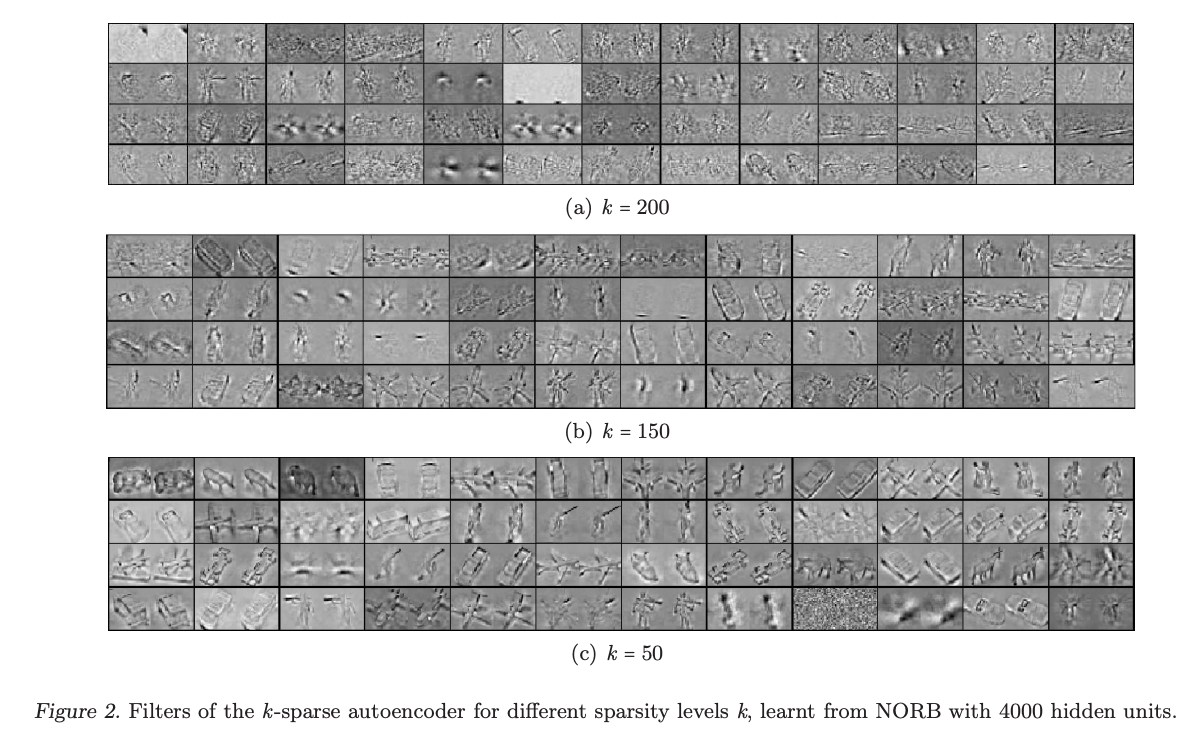 (a) k = 200
(b) k = 150
(c) k = 50
Figure 2. Filters of the k-sparse autoencoder for different sparsity levels k, learnt from NORB with 4000 hidden units.